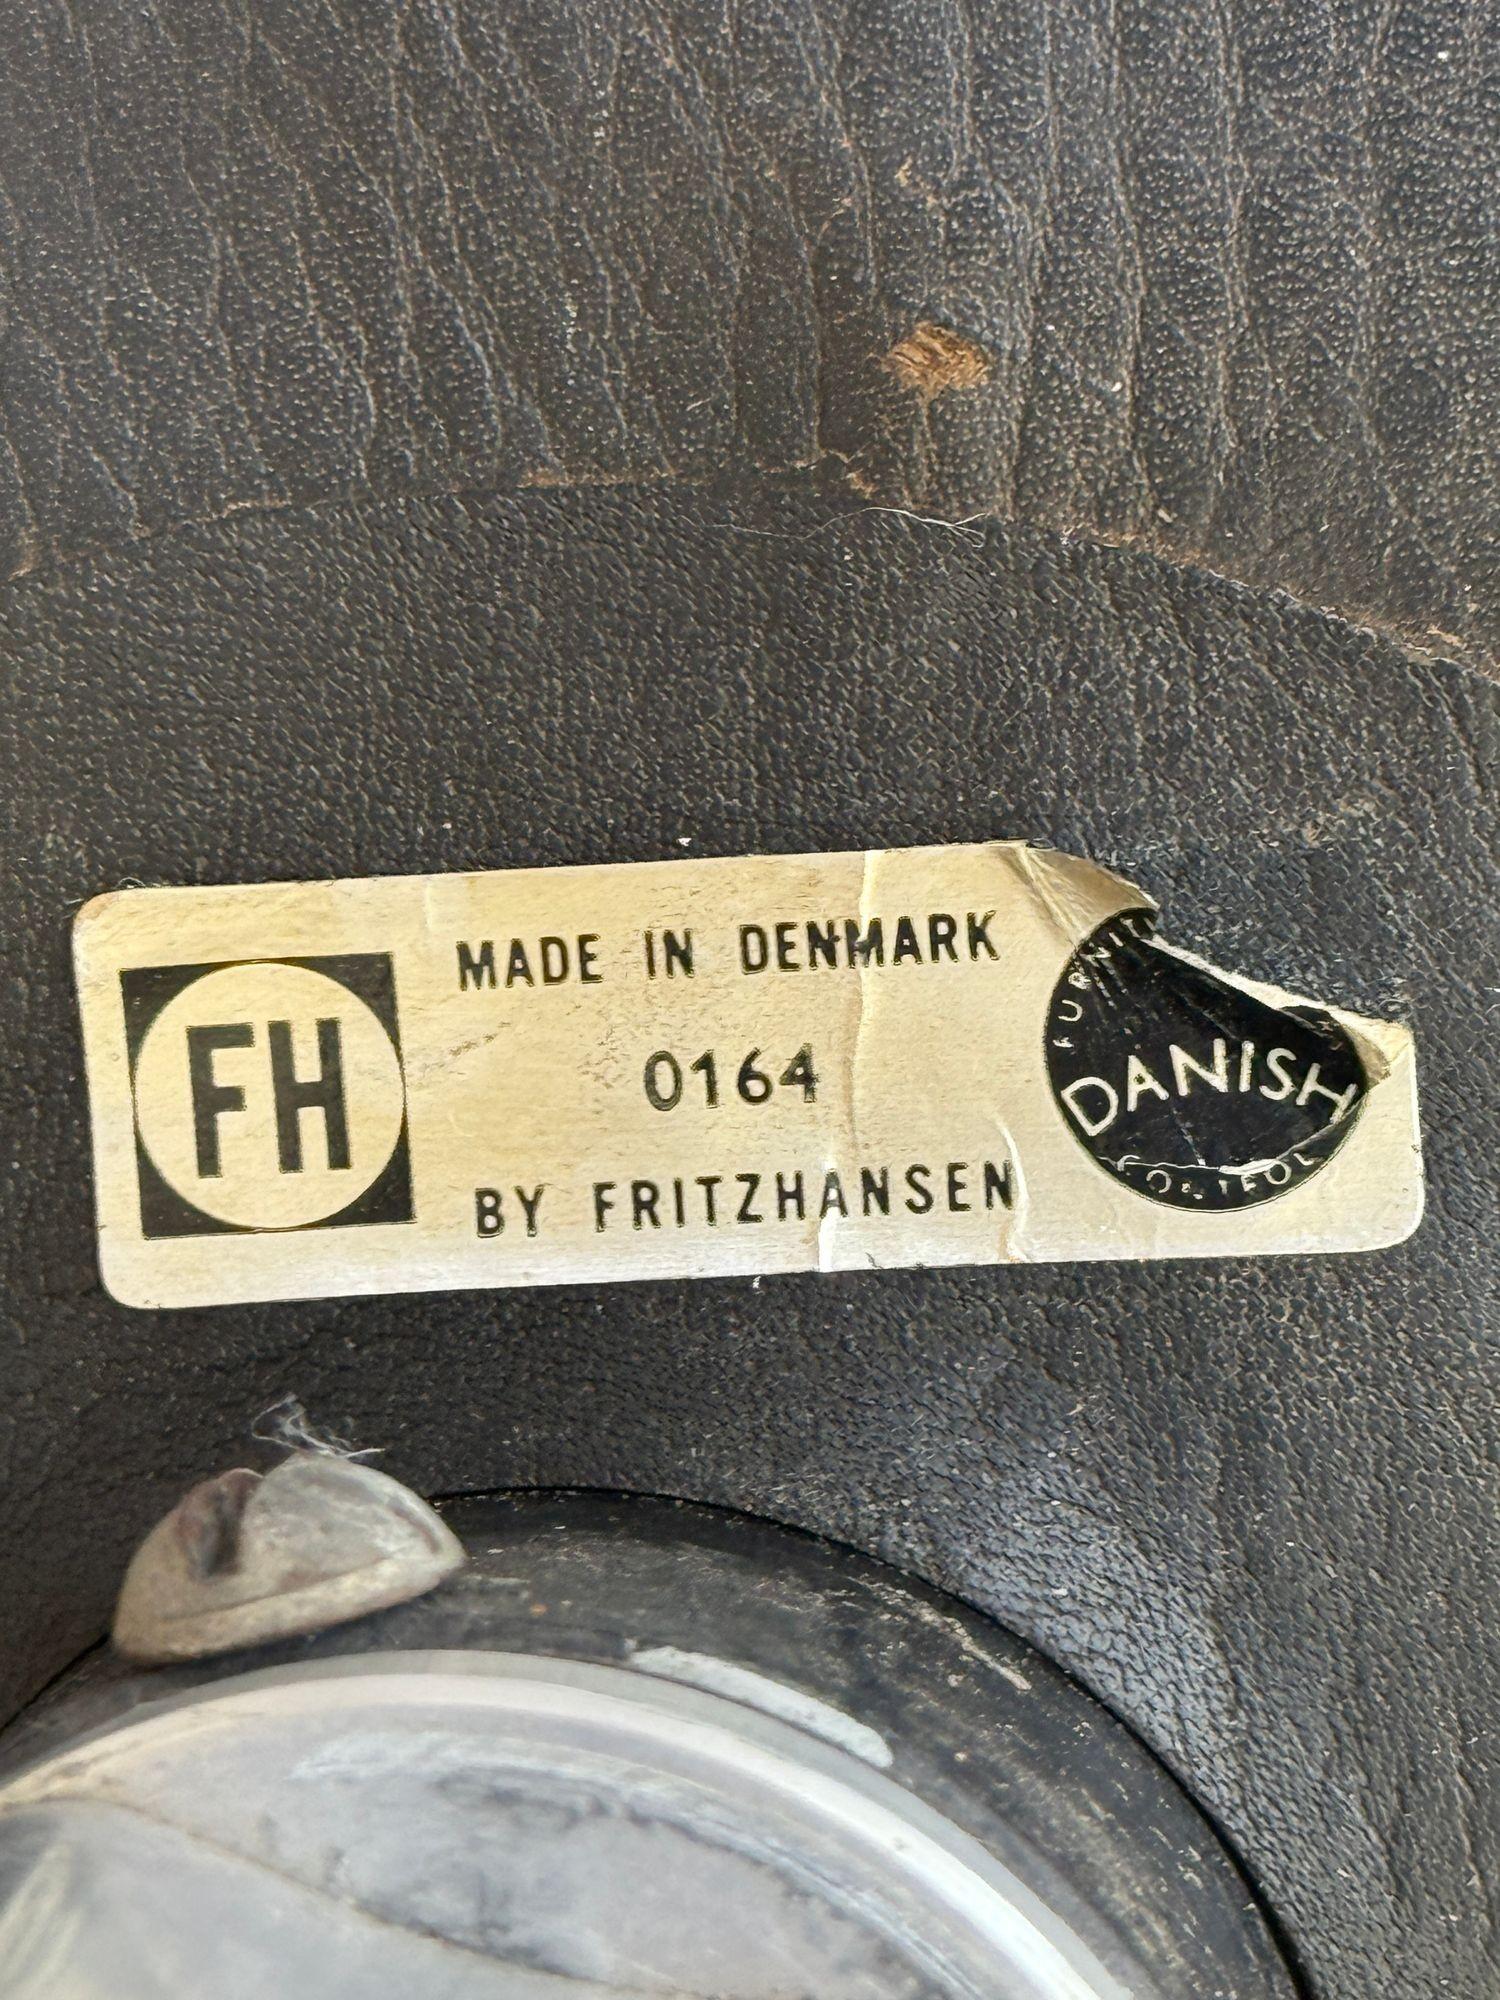 FH
MADE IN DENMARK
0164
BY FRITZHANSEN
DANISH